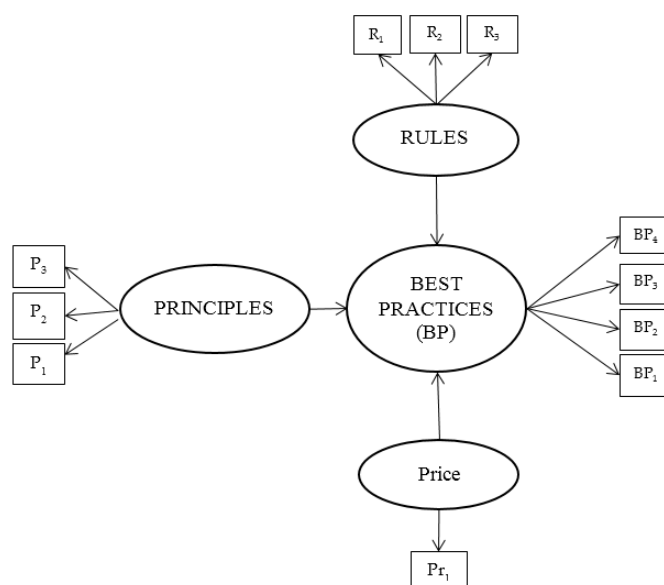 R₁ R₂ R₃
RULES
P₃
P₂
P₁
PRINCIPLES
BEST
PRACTICES
(BP)
BP₄
BP₃
BP₂
BP₁
Price
Pr₁